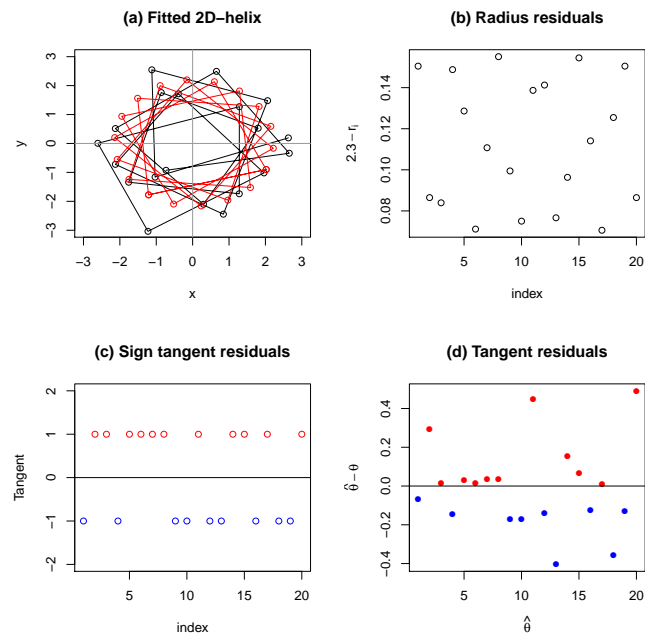 (a) Fitted 2D−helix
y
3
2
1
0
−1
−2
−3
−3 −2 −1 0 1 2 3
x
(b) Radius residuals
2.3 − ri
0.14
0.12
0.10
0.08
5 10 15 20
index
(c) Sign tangent residuals
Tangent
2
1
0
−1
−2
5 10 15 20
index
(d) Tangent residuals
θ̂ − θ
0.4
0.2
0.0
−0.2
−0.4
5 10 15 20
θ̂